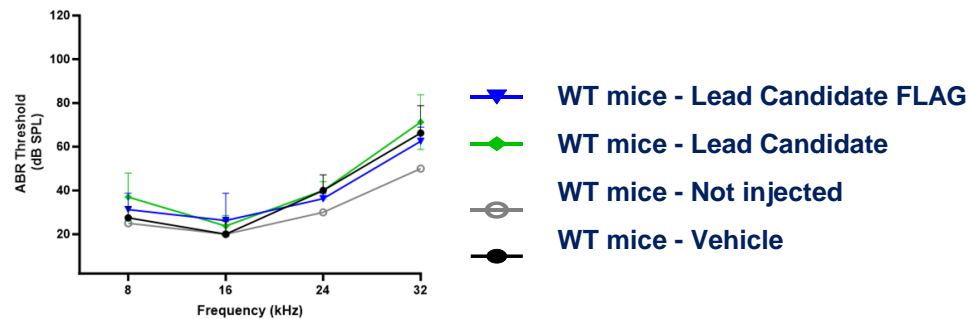 120
100
80
60
40
20
ABR Threshold
(dB SPL)
8
16
24
32
Frequency (kHz)
WT mice - Lead Candidate FLAG
WT mice - Lead Candidate
WT mice - Not injected
WT mice - Vehicle